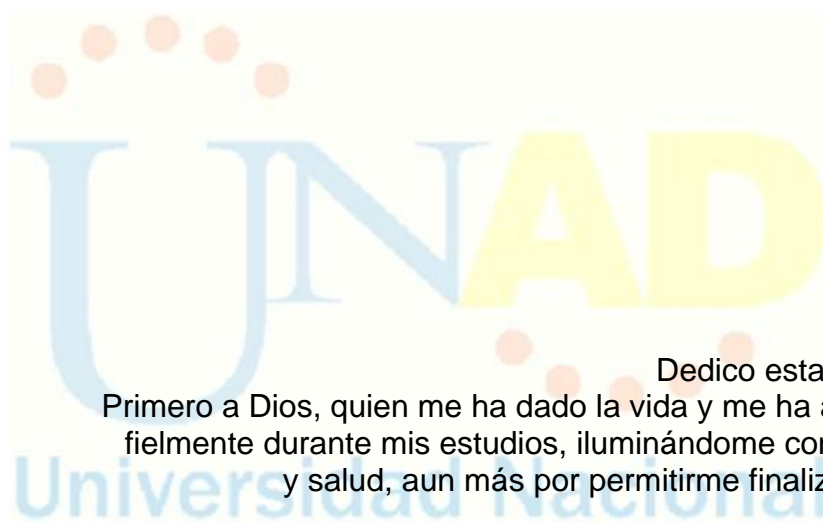 UNAD
Dedico esta
Primero a Dios, quien me ha dado la vida y me ha
fielmente durante mis estudios, iluminándome
y salud, aun más por permitirme
Universidad Nacional